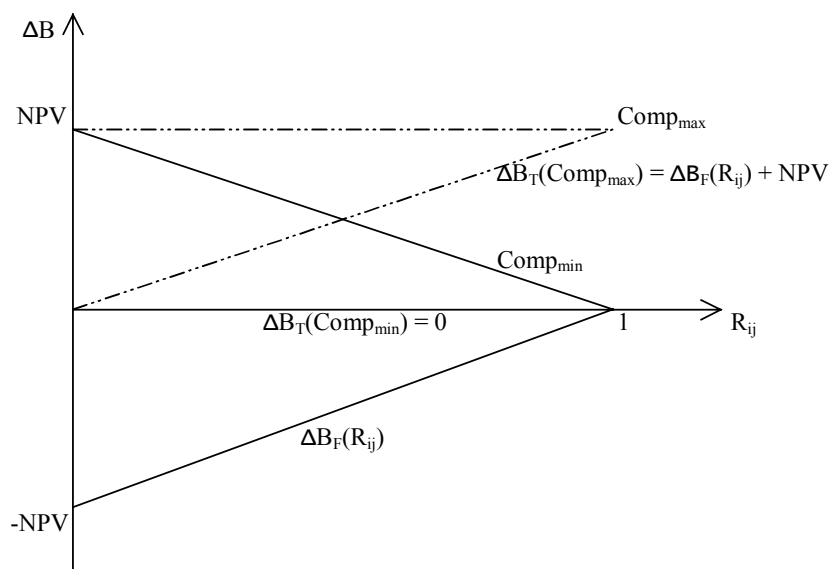 ΔB
NPV
Comp_max
ΔB_T(Comp_max) = ΔB_F(R_ij) + NPV
Comp_min
ΔB_T(Comp_min) = 0
1
R_ij
ΔB_F(R_ij)
-NPV